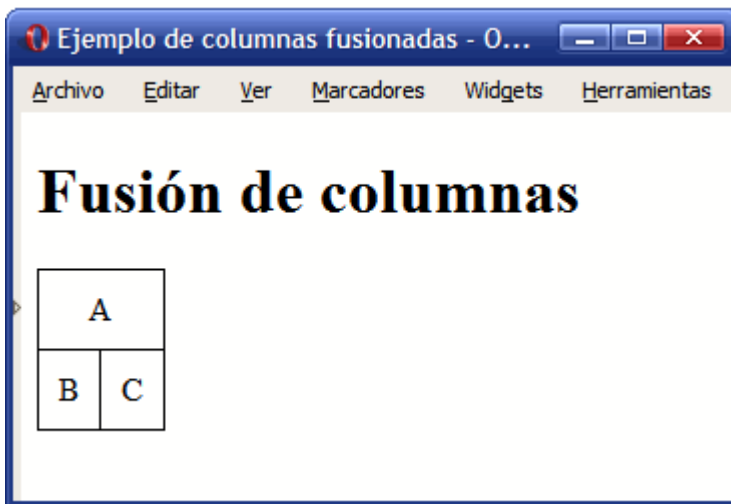 Ejemplo de columnas fusionadas - O...
Archivo Editar Ver Marcadores Widgets Herramientas
Fusión de columnas
A
B C